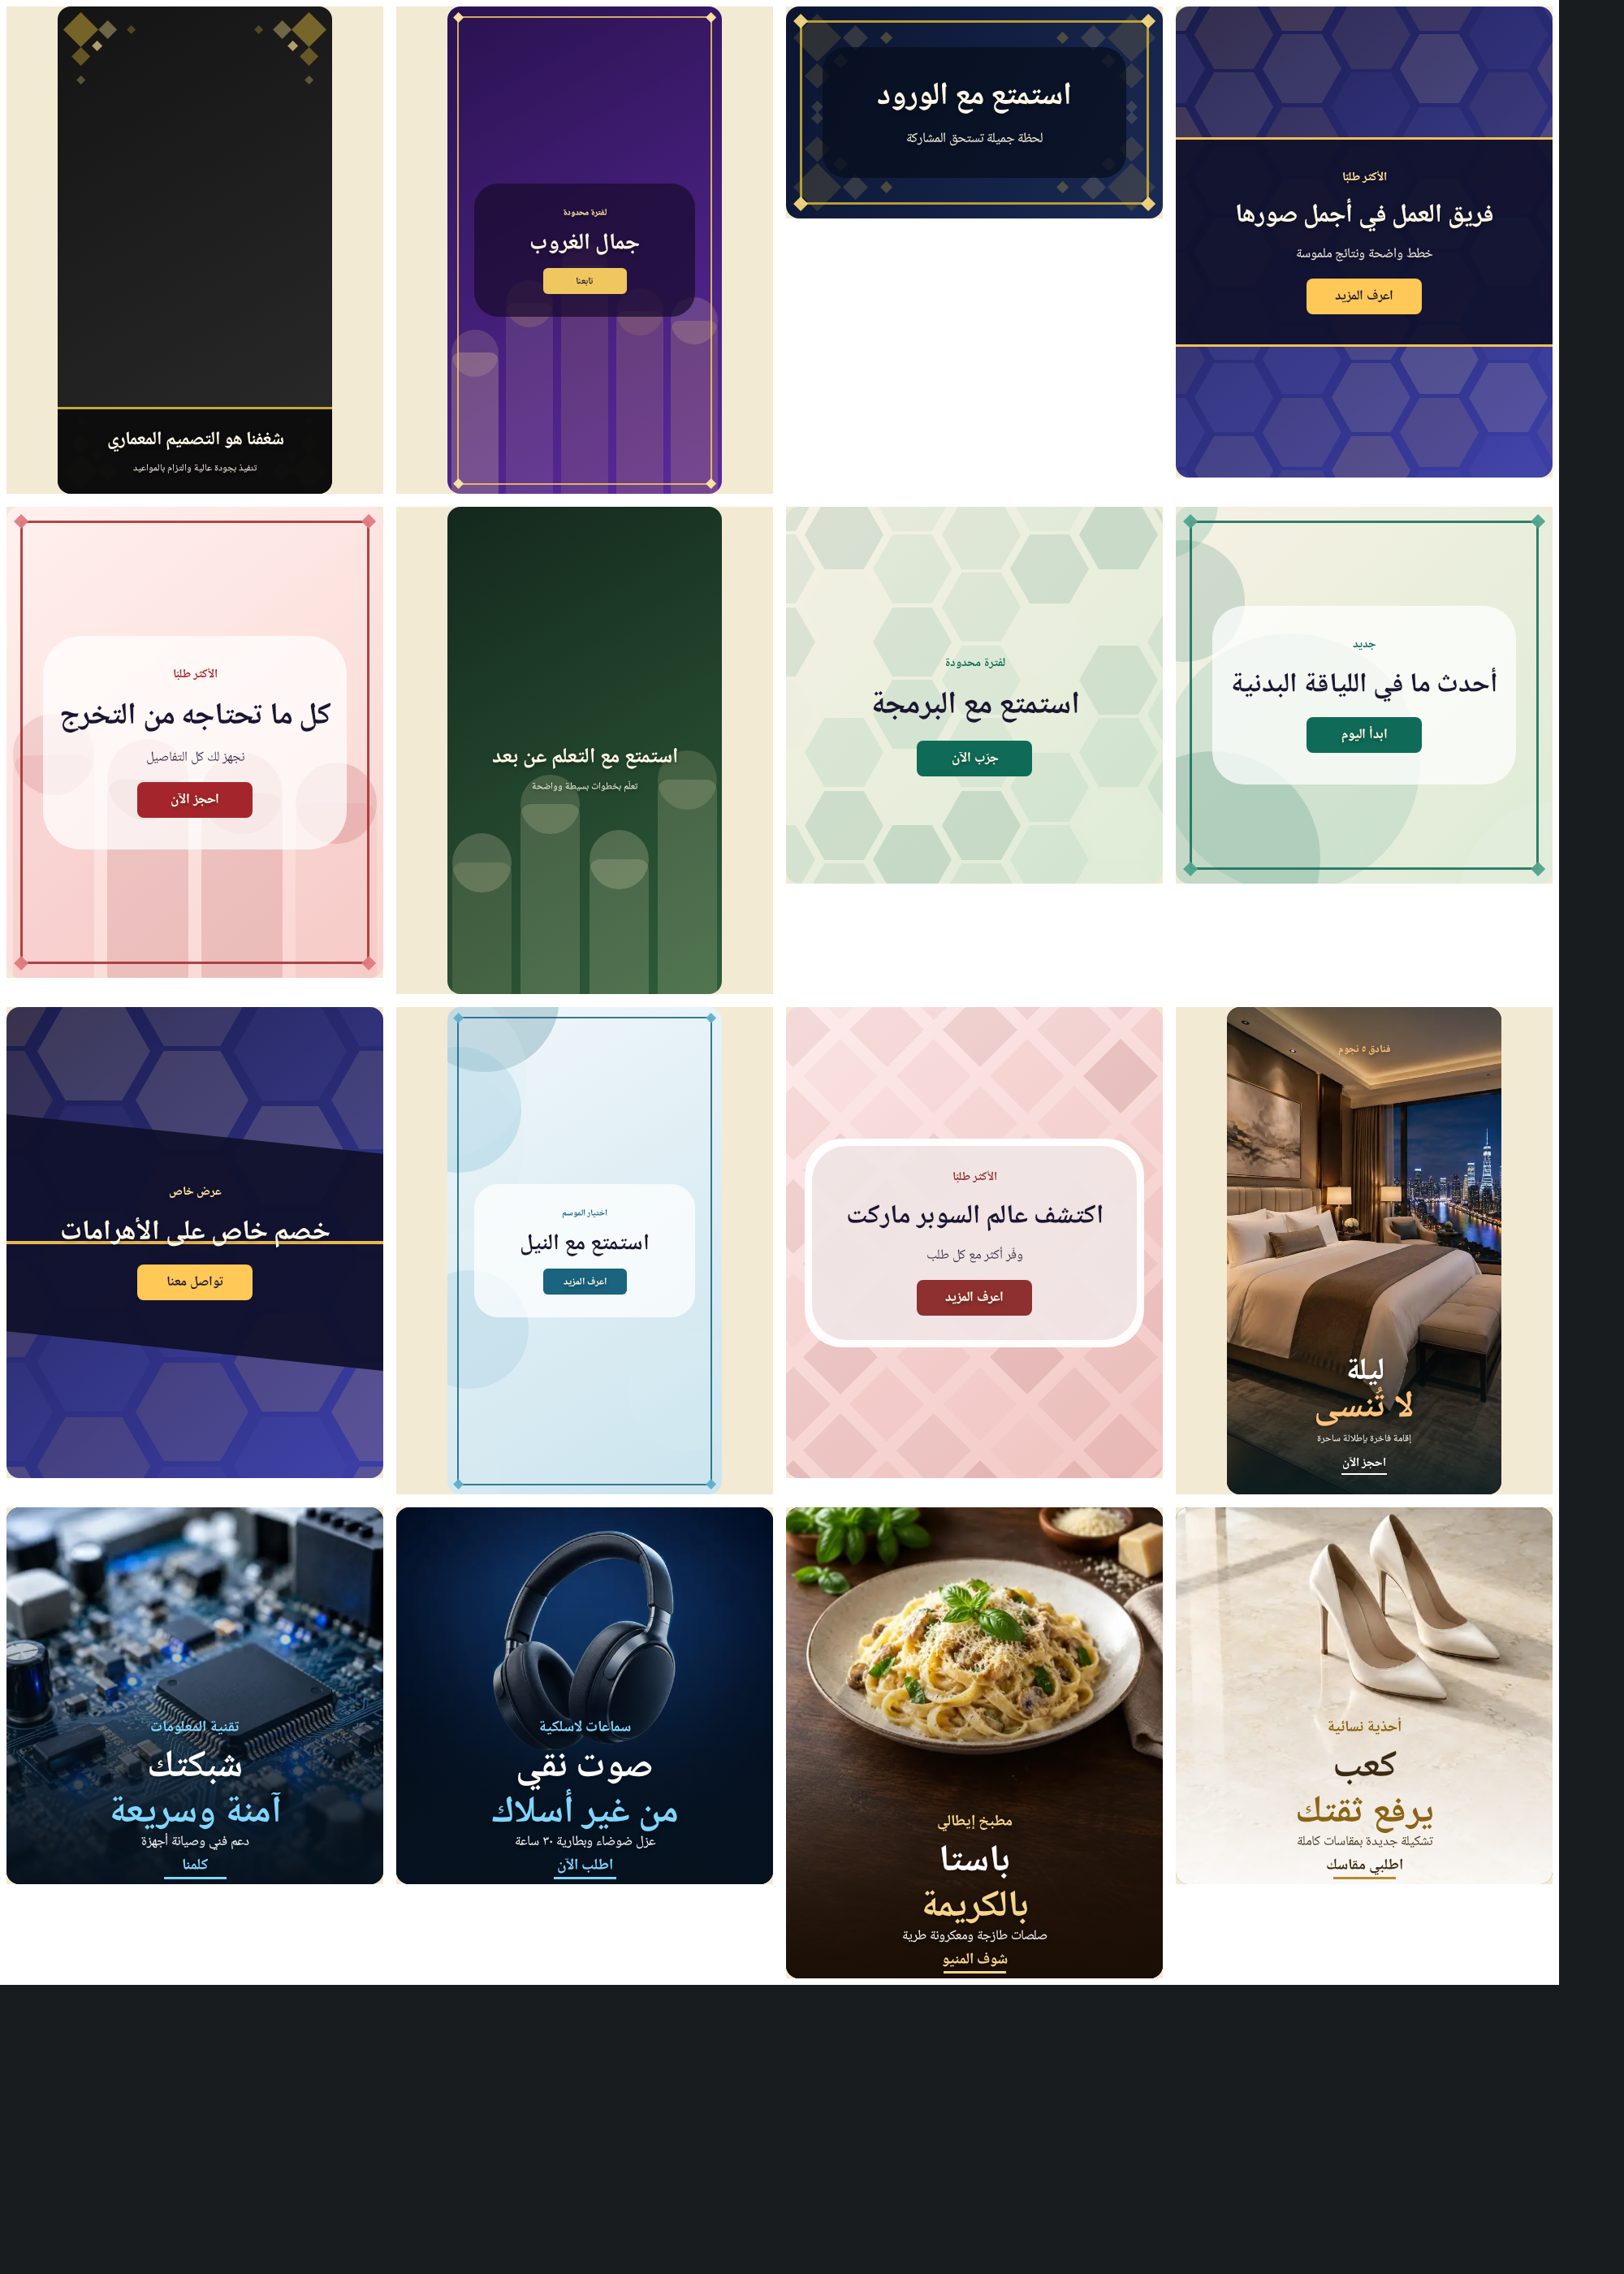 فريق العمل في أجمل صورها
الأكثر طلبًا
خطط واضحة ونتائج ملموسة
اعرف المزيد
استمتع مع الورود
لحظة جميلة تستحق المشاركة
لفترة محدودة
جمال الغروب
تابعنا
شغفنا هو التصميم المعماري
تنفيذ بجودة عالية والتزام بالمواعيد
جديد
أحدث ما في اللياقة البدنية
ابدأ اليوم
لفترة محدودة
استمتع مع البرمجة
جرّب الآن
استمتع مع التعلم عن بعد
تعلّم بخطوات بسيطة وواضحة
الأكثر طلبًا
كل ما تحتاجه من التخرج
نجهز لك كل التفاصيل
احجز الآن
فنادق ٥ نجوم
ليلة
لا تُنسى
إقامة فاخرة بإطلالة ساحرة
احجز الآن
الأكثر طلبًا
اكتشف عالم السوبر ماركت
وفّر أكثر مع كل طلب
اعرف المزيد
اختيار الموسم
استمتع مع النيل
اعرف المزيد
عرض خاص
خصم خاص على الأهرامات
تواصل معنا
أحذية نسائية
كعب
يرفع ثقتك
تشكيلة جديدة بمقاسات كاملة
اطلبي مقاسك
مطبخ إيطالي
باستا
بالكريمة
صلصات طازجة ومعكرونة طرية
شوف المنيو
سماعات لاسلكية
صوت نقي
من غير أسلاك
عزل ضوضاء وبطارية ٣٠ ساعة
اطلب الآن
تقنية المعلومات
شبكتك
آمنة وسريعة
دعم فني وصيانة أجهزة
كلمنا